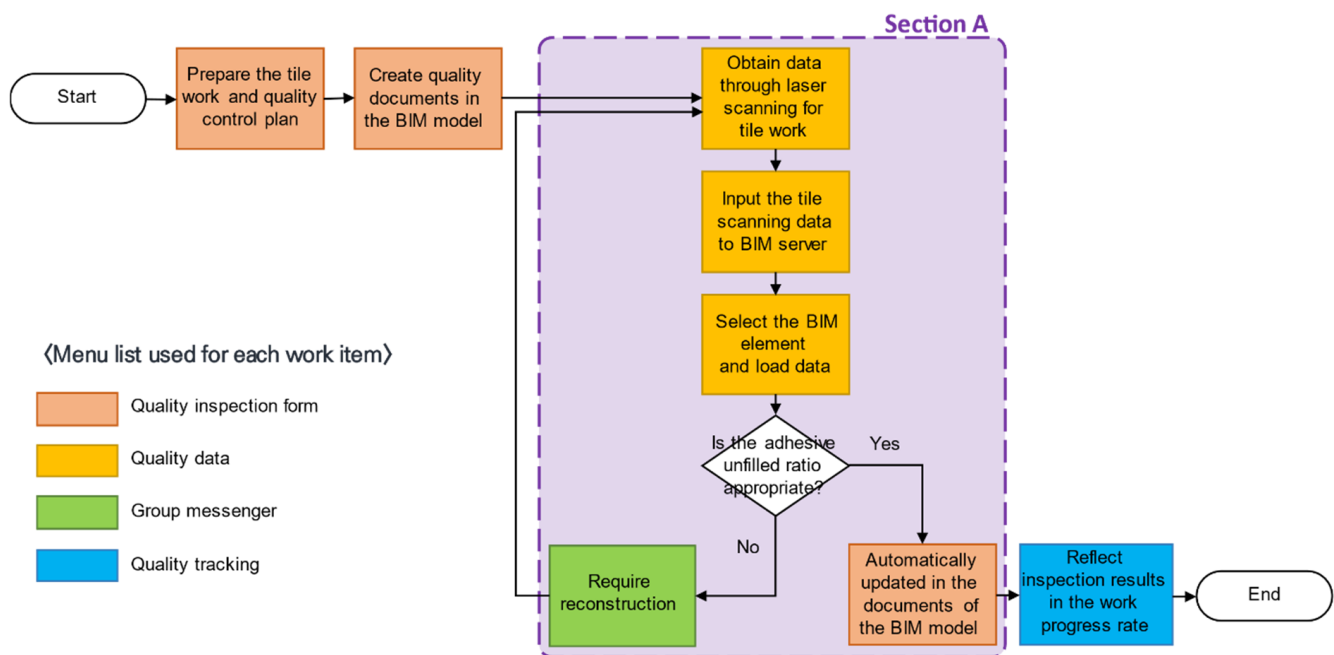 Section A
Start
Prepare the tile
work and quality
control plan
Create quality
documents in
the BIM model
Obtain data
through laser
scanning for
tile work
Input the tile
scanning data
to BIM server
Select the BIM
element
and load data
Is the adhesive
unfilled ratio
appropriate?
Yes
No
Require
reconstruction
Automatically
updated in the
documents of
the BIM model
Reflect
inspection results
in the work
progress rate
End
〈Menu list used for each work item〉
Quality inspection form
Quality data
Group messenger
Quality tracking